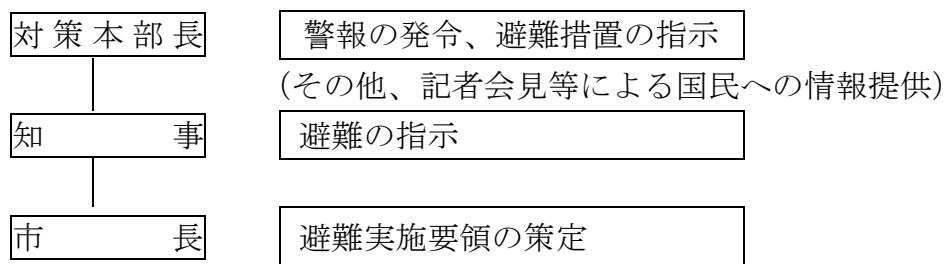 対策本部長 警報の発令、避難措置の指示
(その他、記者会見等による国民への情報提供)
知事 避難の指示
市長 避難実施要領の策定